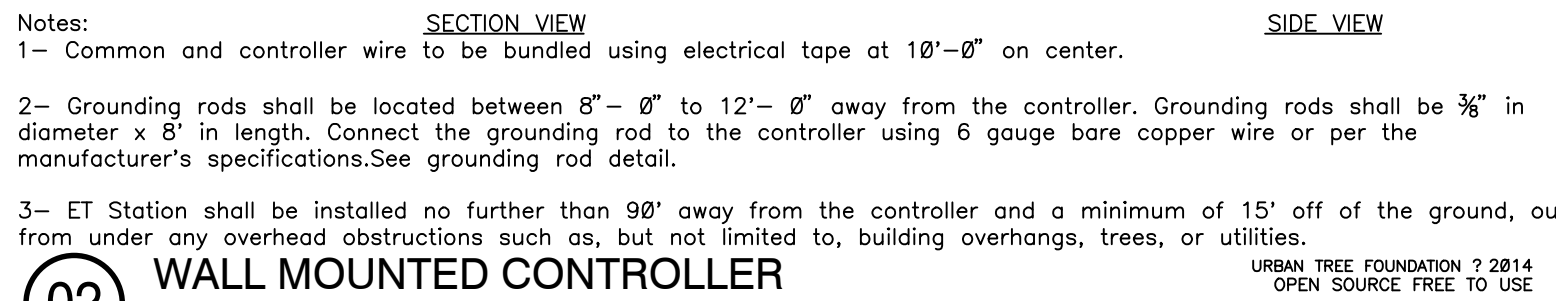 Notes:
SECTION VIEW
SIDE VIEW
1– Common and controller wire to be bundled using electrical tape at 10'–0" on center.
2– Grounding rods shall be located between 8"– 0" to 12'– 0" away from the controller. Grounding rods shall be ⅜" in
diameter x 8' in length. Connect the grounding rod to the controller using 6 gauge bare copper wire or per the
manufacturer's specifications.See grounding rod detail.
3– ET Station shall be installed no further than 90' away from the controller and a minimum of 15' off of the ground, ou
from under any overhead obstructions such as, but not limited to, building overhangs, trees, or utilities.
02
WALL MOUNTED CONTROLLER
URBAN TREE FOUNDATION ? 2014
OPEN SOURCE FREE TO USE